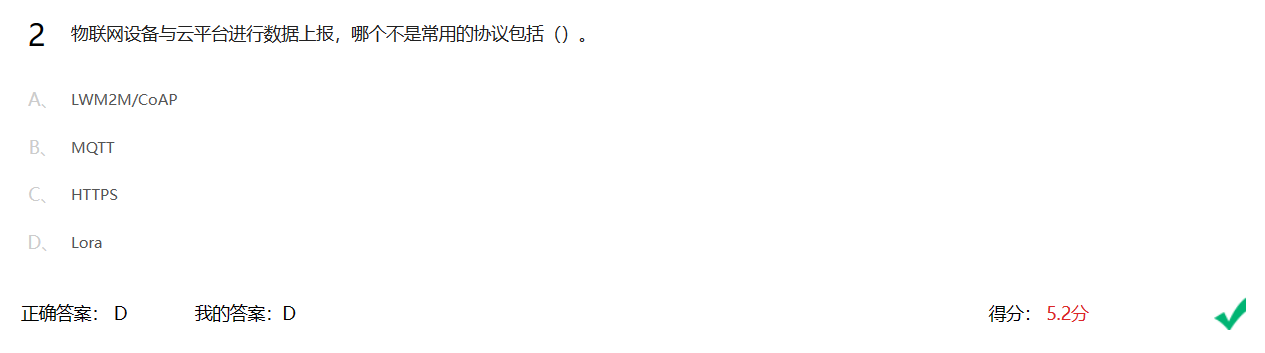 2 物联网设备与云平台进行数据上报，哪个不是常用的协议包括（）。
A、 LWM2M/CoAP
B、 MQTT
C、 HTTPS
D、 Lora
正确答案： D 我的答案：D 得分： 5.2分